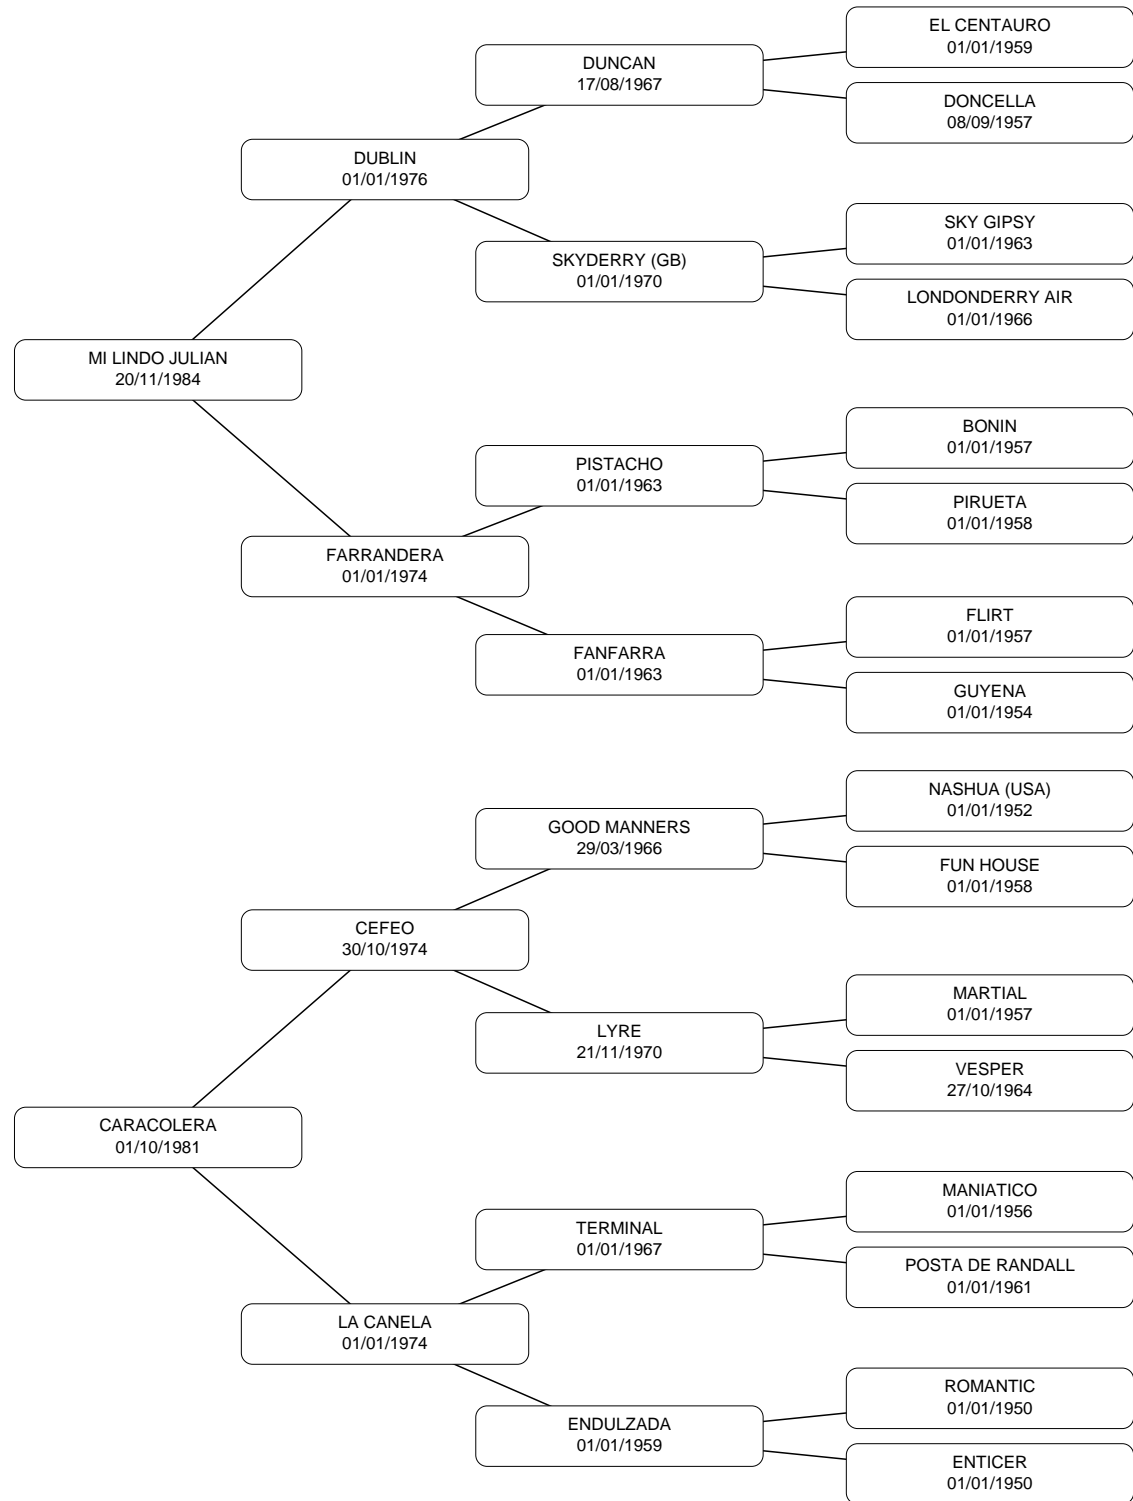 EL CENTAURO
01/01/1959
DUNCAN
17/08/1967
DONCELLA
08/09/1957
DUBLIN
01/01/1976
SKY GIPSY
01/01/1963
SKYDERRY (GB)
01/01/1970
LONDONDERRY AIR
01/01/1966
MI LINDO JULIAN
20/11/1984
BONIN
01/01/1957
PISTACHO
01/01/1963
PIRUETA
01/01/1958
FARRANDERA
01/01/1974
FLIRT
01/01/1957
FANFARRA
01/01/1963
GUYENA
01/01/1954
NASHUA (USA)
01/01/1952
GOOD MANNERS
29/03/1966
FUN HOUSE
01/01/1958
CEFEO
30/10/1974
MARTIAL
01/01/1957
LYRE
21/11/1970
VESPER
27/10/1964
CARACOLERA
01/10/1981
MANIATICO
01/01/1956
TERMINAL
01/01/1967
POSTA DE RANDALL
01/01/1961
LA CANELA
01/01/1974
ROMANTIC
01/01/1950
ENDULZADA
01/01/1959
ENTICER
01/01/1950